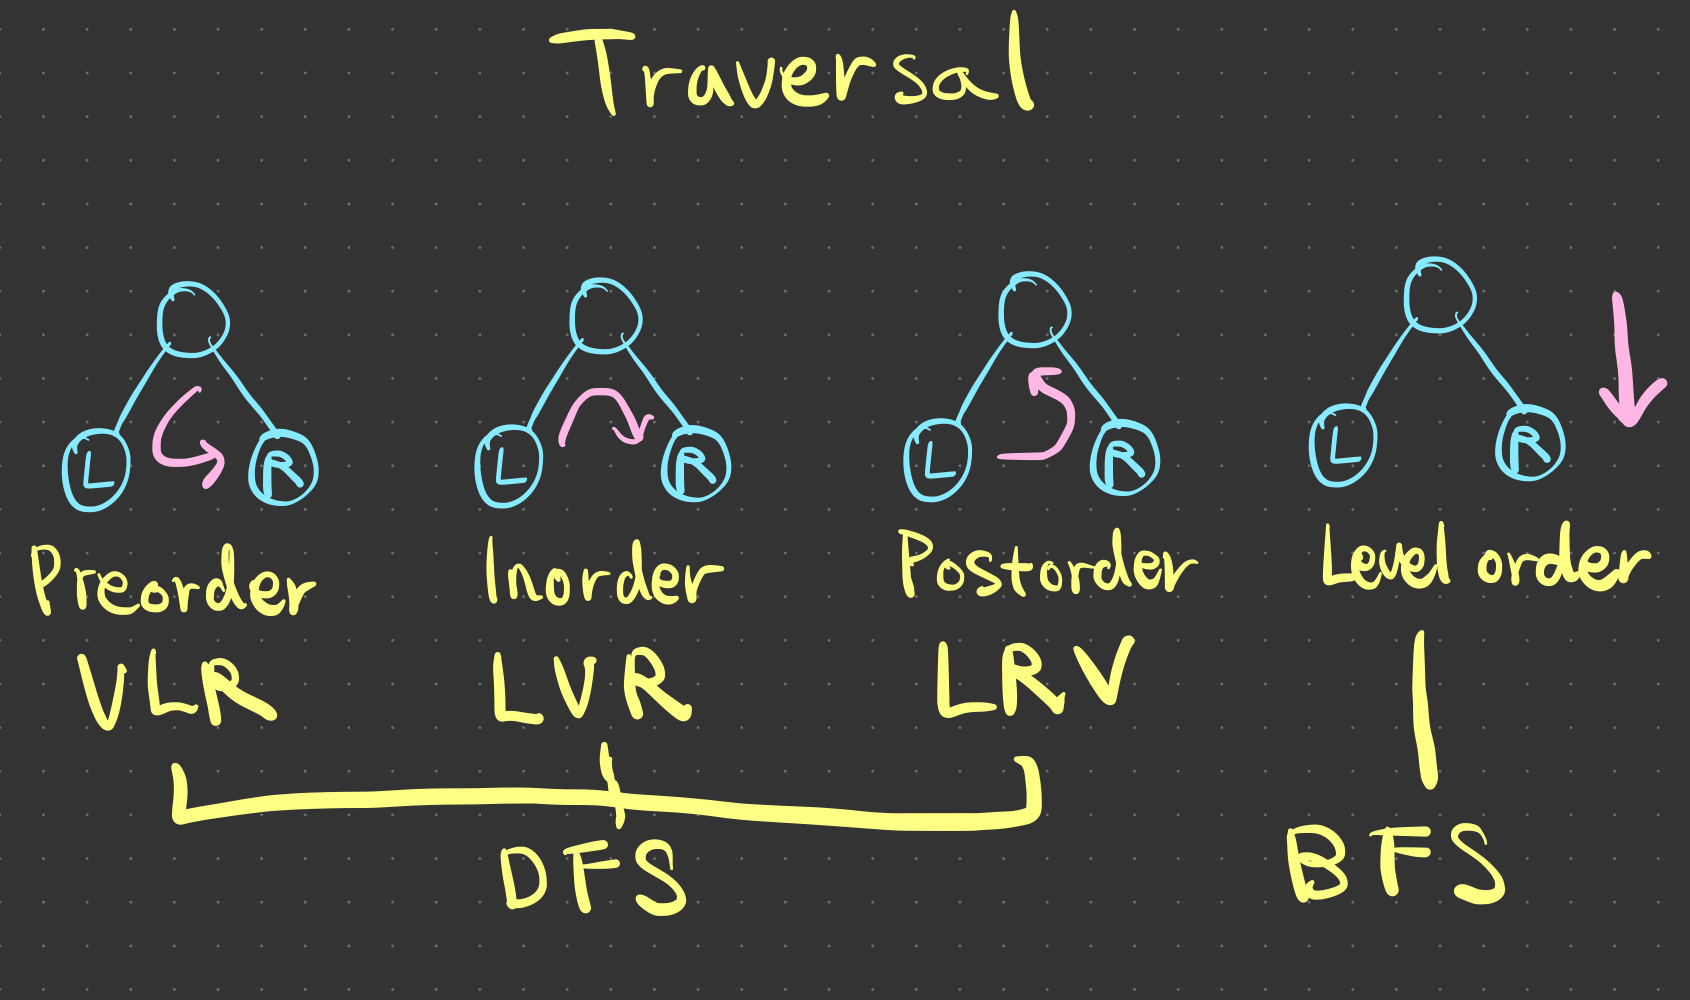 Traversal
L R L R L R L R
Preorder Inorder Postorder Level order
VLR LVR LRV
DFS BFS